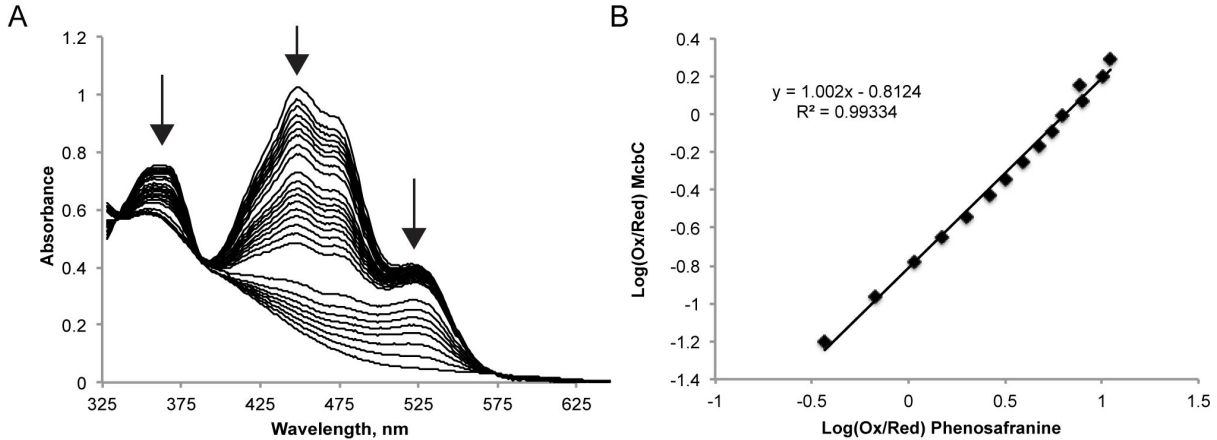 A
Absorbance
1.2
1
0.8
0.6
0.4
0.2
0
325 375 425 475 525 575 625
Wavelength, nm
B
Log(Ox/Red) McbC
y = 1.002x - 0.8124
R² = 0.99334
0.4
0.2
0
-0.2
-0.4
-0.6
-0.8
-1
-1.2
-1.4
-1 -0.5 0 0.5 1 1.5
Log(Ox/Red) Phenosafranine